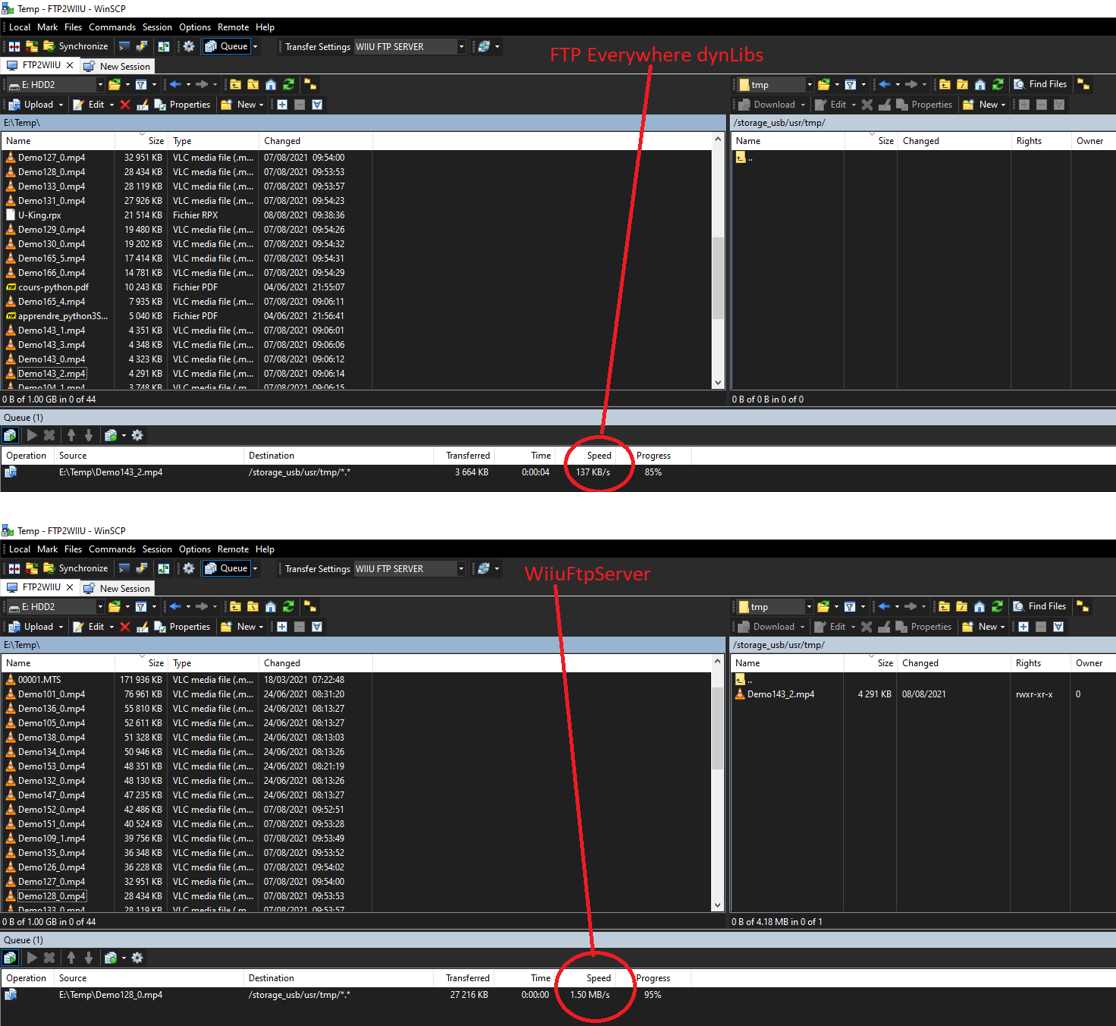 Temp - FTP2WIIU - WinSCP
Local Mark Files Commands Session Options Remote Help
Synchronize Queue Transfer Settings WIIU FTP SERVER
FTP Everywhere dynLibs
FTP2WIIU X New Session
E: HDD2 tmp Find Files
Upload Edit Properties New Download Edit Properties New
E:\Temp\ /storage_usb/usr/tmp/
Name Size Type Changed Name Size Changed Rights Owner
Demo127_0.mp4 32 951 KB VLC media file (.m... 07/08/2021 09:54:00 ..
Demo128_0.mp4 28 434 KB VLC media file (.m... 07/08/2021 09:53:53
Demo133_0.mp4 28 119 KB VLC media file (.m... 07/08/2021 09:53:57
Demo131_0.mp4 27 926 KB VLC media file (.m... 07/08/2021 09:54:23
U-King.rpx 21 514 KB Fichier RPX 08/08/2021 09:38:36
Demo129_0.mp4 19 480 KB VLC media file (.m... 07/08/2021 09:54:26
Demo130_0.mp4 19 202 KB VLC media file (.m... 07/08/2021 09:54:32
Demo165_5.mp4 17 414 KB VLC media file (.m... 07/08/2021 09:54:31
Demo166_0.mp4 14 781 KB VLC media file (.m... 07/08/2021 09:54:29
cours-python.pdf 10 243 KB Fichier PDF 04/06/2021 21:55:07
Demo165_4.mp4 7 935 KB VLC media file (.m... 07/08/2021 09:06:11
apprendre_python3S... 5 040 KB Fichier PDF 04/06/2021 21:56:41
Demo143_1.mp4 4 351 KB VLC media file (.m... 07/08/2021 09:06:01
Demo143_3.mp4 4 348 KB VLC media file (.m... 07/08/2021 09:06:06
Demo143_0.mp4 4 323 KB VLC media file (.m... 07/08/2021 09:06:12
Demo143_2.mp4 4 291 KB VLC media file (.m... 07/08/2021 09:06:14
Demo104_1.mp4 3 748 KB VLC media file (.m... 07/08/2021 09:06:15
0 B of 1.00 GB in 0 of 44 0 B of 0 B in 0 of 0
Queue (1)
Operation Source Destination Transferred Time Speed Progress
E:\Temp\Demo143_2.mp4 /storage_usb/usr/tmp/*.* 3 664 KB 0:00:04 137 KB/s 85%
Temp - FTP2WIIU - WinSCP
Local Mark Files Commands Session Options Remote Help
Synchronize Queue Transfer Settings WIIU FTP SERVER
WiiuFtpServer
FTP2WIIU X New Session
E: HDD2 tmp Find Files
Upload Edit Properties New Download Edit Properties New
E:\Temp\ /storage_usb/usr/tmp/
Name Size Type Changed Name Size Changed Rights Owner
00001.MTS 171 936 KB VLC media file (.m... 18/03/2021 07:22:48 ..
Demo101_0.mp4 76 961 KB VLC media file (.m... 24/06/2021 08:31:20 Demo143_2.mp4 4 291 KB 08/08/2021 rwxr-xr-x 0
Demo136_0.mp4 55 810 KB VLC media file (.m... 24/06/2021 08:13:27
Demo105_0.mp4 52 611 KB VLC media file (.m... 24/06/2021 08:13:27
Demo138_0.mp4 51 328 KB VLC media file (.m... 24/06/2021 08:13:03
Demo134_0.mp4 50 946 KB VLC media file (.m... 24/06/2021 08:13:26
Demo153_0.mp4 48 351 KB VLC media file (.m... 24/06/2021 08:21:19
Demo132_0.mp4 48 130 KB VLC media file (.m... 24/06/2021 08:13:26
Demo147_0.mp4 47 235 KB VLC media file (.m... 24/06/2021 08:13:27
Demo152_0.mp4 42 486 KB VLC media file (.m... 07/08/2021 09:52:51
Demo151_0.mp4 40 524 KB VLC media file (.m... 07/08/2021 09:53:28
Demo109_1.mp4 39 756 KB VLC media file (.m... 07/08/2021 09:53:49
Demo135_0.mp4 36 348 KB VLC media file (.m... 07/08/2021 09:53:52
Demo126_0.mp4 36 228 KB VLC media file (.m... 07/08/2021 09:54:02
Demo127_0.mp4 32 951 KB VLC media file (.m... 07/08/2021 09:54:00
Demo128_0.mp4 28 434 KB VLC media file (.m... 07/08/2021 09:53:53
Demo133_0.mp4 28 119 KB VLC media file (.m... 07/08/2021 09:53:57
0 B of 1.00 GB in 0 of 44 0 B of 4.18 MB in 0 of 1
Queue (1)
Operation Source Destination Transferred Time Speed Progress
E:\Temp\Demo128_0.mp4 /storage_usb/usr/tmp/*.* 27 216 KB 0:00:00 1.50 MB/s 95%